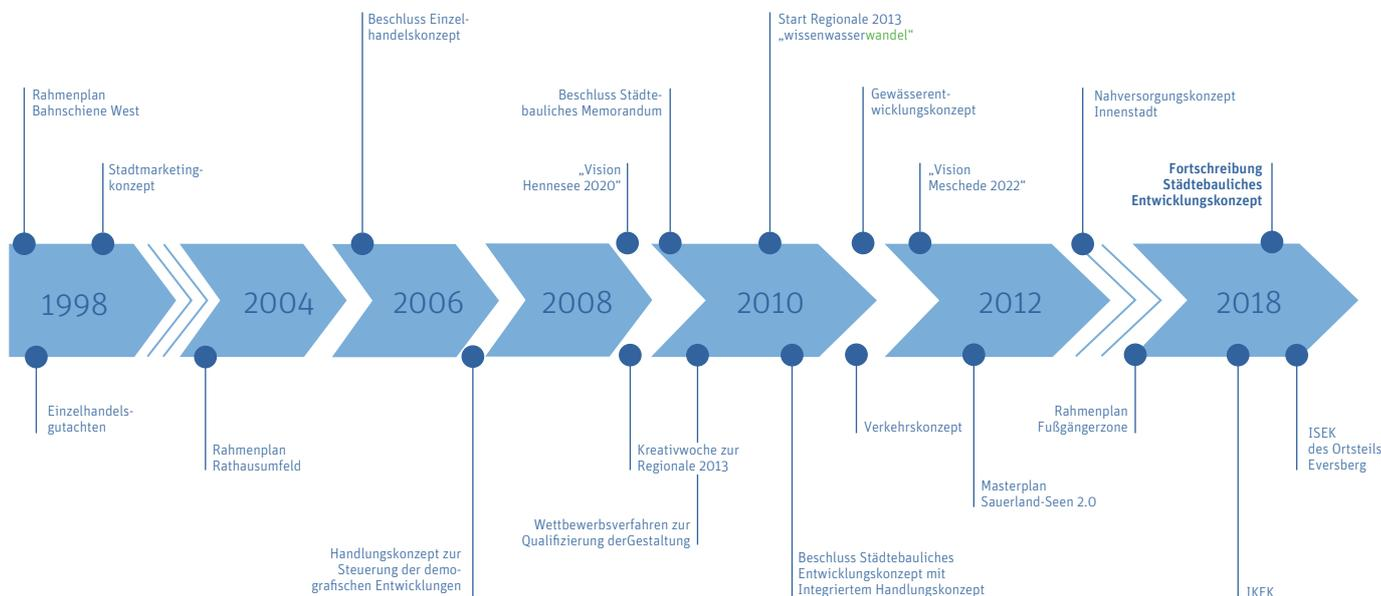 Beschluss Einzel-
handelskonzept
Start Regionale 2013
„wissenwasserwandel“
Rahmenplan
Bahnschiene West
Beschluss Städte-
bauliches Memorandum
Gewässerent-
wicklungskonzept
Nahversorgungskonzept
Innenstadt
Stadtmarketing-
konzept
„Vision
Hennesee 2020“
„Vision
Meschede 2022“
Fortschreibung
Städtebauliches
Entwicklungskonzept
1998
2004
2006
2008
2010
2012
2018
Einzelhandels-
gutachten
Rahmenplan
Rathausumfeld
Kreativwoche zur
Regionale 2013
Verkehrskonzept
Rahmenplan
Fußgängerzone
ISEK
des Ortsteils
Eversberg
Masterplan
Sauerland-Seen 2.0
Wettbewerbsverfahren zur
Qualifizierung derGestaltung
Handlungskonzept zur
Steuerung der demo-
grafischen Entwicklungen
Beschluss Städtebauliches
Entwicklungskonzept mit
Integriertem Handlungskonzept
IKEK